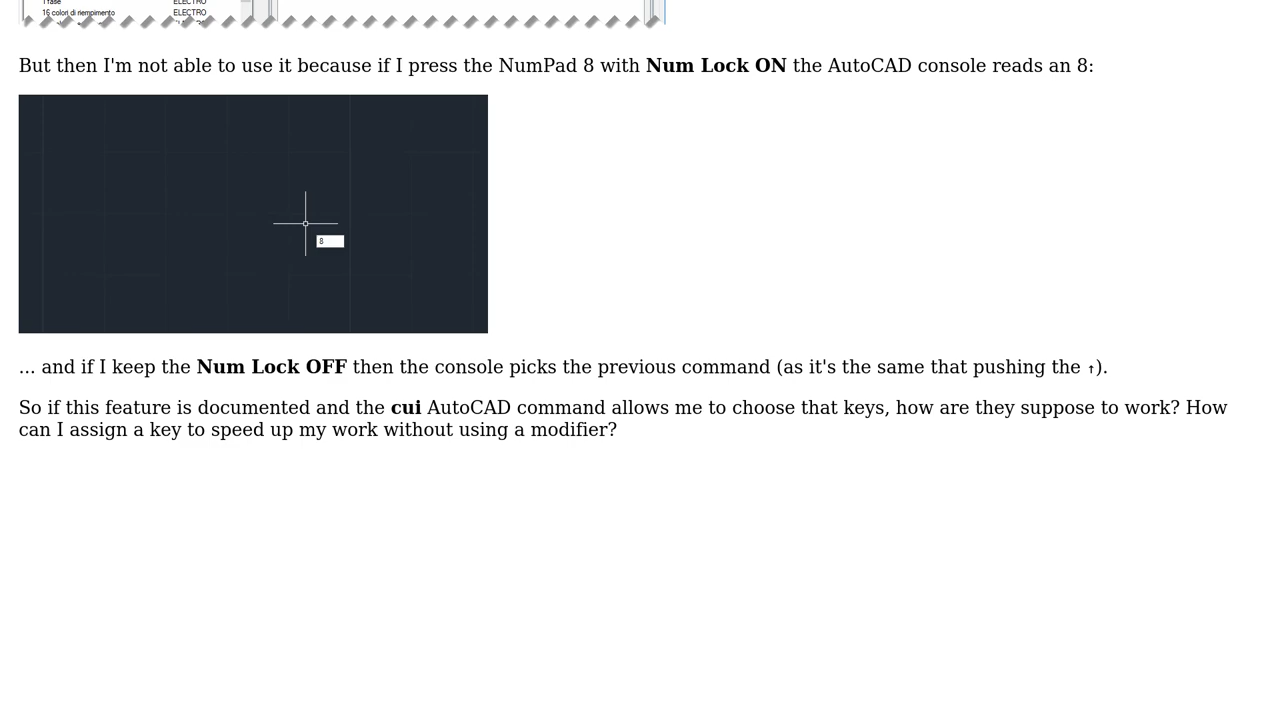 1 fase ELECTRO
16 colori di riempimento ELECTRO
But then I'm not able to use it because if I press the NumPad 8 with Num Lock ON the AutoCAD console reads an 8:
8
... and if I keep the Num Lock OFF then the console picks the previous command (as it's the same that pushing the ↑).
So if this feature is documented and the cui AutoCAD command allows me to choose that keys, how are they suppose to work? How
can I assign a key to speed up my work without using a modifier?